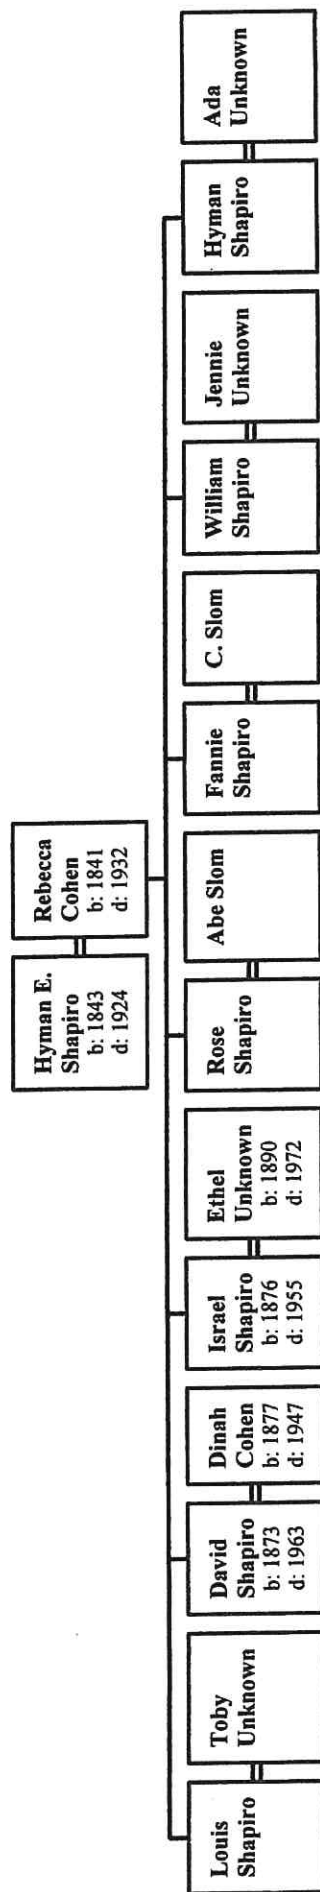 Hyman E.
Shapiro
b: 1843
d: 1924
Rebecca
Cohen
b: 1841
d: 1932
Louis
Shapiro
Toby
Unknown
David
Shapiro
b: 1873
d: 1963
Dinah
Cohen
b: 1877
d: 1947
Israel
Shapiro
b: 1876
d: 1955
Ethel
Unknown
b: 1890
d: 1972
Rose
Shapiro
Abe Slom
Fannie
Shapiro
C. Slom
William
Shapiro
Jennie
Unknown
Hyman
Shapiro
Ada
Unknown